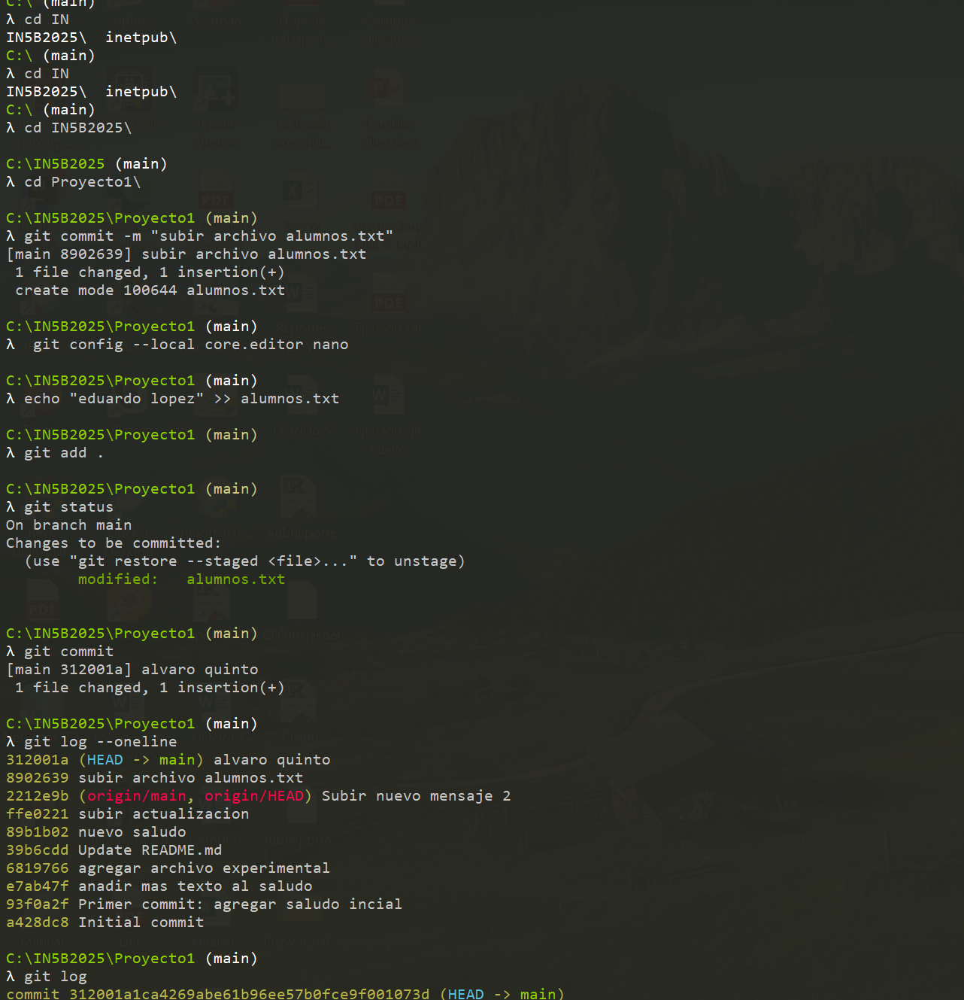 C:\ (main)
λ cd IN
IN5B2025\  inetpub\
C:\ (main)
λ cd IN
IN5B2025\  inetpub\
C:\ (main)
λ cd IN5B2025\
C:\IN5B2025 (main)
λ cd Proyecto1\
C:\IN5B2025\Proyecto1 (main)
λ git commit -m "subir archivo alumnos.txt"
[main 8902639] subir archivo alumnos.txt
 1 file changed, 1 insertion(+)
 create mode 100644 alumnos.txt
C:\IN5B2025\Proyecto1 (main)
λ  git config --local core.editor nano
C:\IN5B2025\Proyecto1 (main)
λ echo "eduardo lopez" >> alumnos.txt
C:\IN5B2025\Proyecto1 (main)
λ git add .
C:\IN5B2025\Proyecto1 (main)
λ git status
On branch main
Changes to be committed:
  (use "git restore --staged <file>..." to unstage)
        modified:   alumnos.txt
C:\IN5B2025\Proyecto1 (main)
λ git commit
[main 312001a] alvaro quinto
 1 file changed, 1 insertion(+)
C:\IN5B2025\Proyecto1 (main)
λ git log --oneline
312001a (HEAD -> main) alvaro quinto
8902639 subir archivo alumnos.txt
2212e9b (origin/main, origin/HEAD) Subir nuevo mensaje 2
ffe0221 subir actualizacion
89b1b02 nuevo saludo
39b6cdd Update README.md
6819766 agregar archivo experimental
e7ab47f anadir mas texto al saludo
93f0a2f Primer commit: agregar saludo incial
a428dc8 Initial commit
C:\IN5B2025\Proyecto1 (main)
λ git log
commit 312001a1ca4269abe61b96ee57b0fce9f001073d (HEAD -> main)